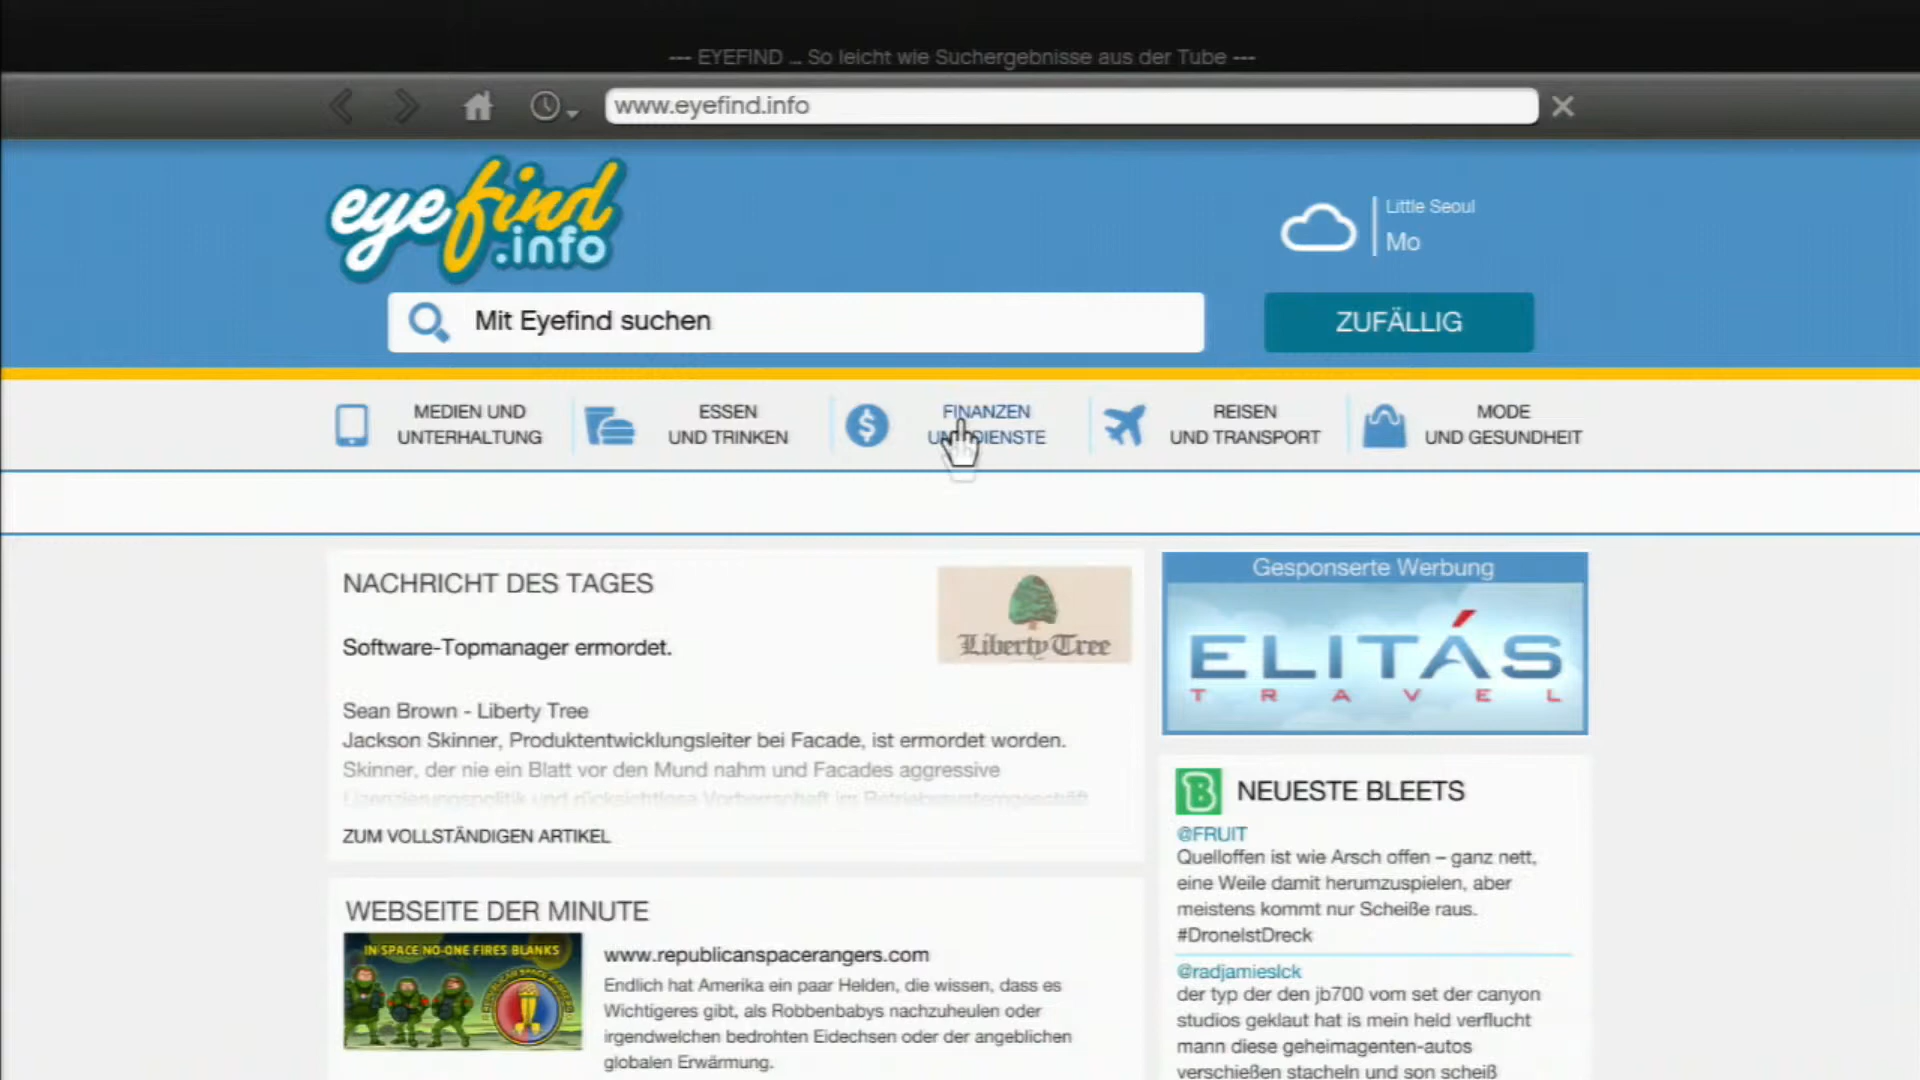 --- EYEFIND ... So leicht wie Suchergebnisse aus der Tube ---
www.eyefind.info
eyefind
.info
Little Seoul
Mo
Mit Eyefind suchen
ZUFÄLLIG
MEDIEN UND
UNTERHALTUNG
ESSEN
UND TRINKEN
FINANZEN
UND DIENSTE
REISEN
UND TRANSPORT
MODE
UND GESUNDHEIT
NACHRICHT DES TAGES
Liberty Tree
Software-Topmanager ermordet.
Sean Brown - Liberty Tree
Jackson Skinner, Produktentwicklungsleiter bei Facade, ist ermordet worden.
Skinner, der nie ein Blatt vor den Mund nahm und Facades aggressive
Lizenzierungspolitik und rücksichtlose Vorherrschaft im Betriebssystemgeschäft
ZUM VOLLSTÄNDIGEN ARTIKEL
WEBSEITE DER MINUTE
IN SPACE NO-ONE FIRES BLANKS
www.republicanspacerangers.com
Endlich hat Amerika ein paar Helden, die wissen, dass es
Wichtigeres gibt, als Robbenbabys nachzuheulen oder
irgendwelchen bedrohten Eidechsen oder der angeblichen
globalen Erwärmung.
Gesponserte Werbung
ELITÁS
TRAVEL
B
NEUESTE BLEETS
@FRUIT
Quelloffen ist wie Arsch offen – ganz nett,
eine Weile damit herumzuspielen, aber
meistens kommt nur Scheiße raus.
#DroneIstDreck
@radjamieslck
der typ der den jb700 vom set der canyon
studios geklaut hat is mein held verflucht
mann diese geheimagenten-autos
verschießen stacheln und son scheiß